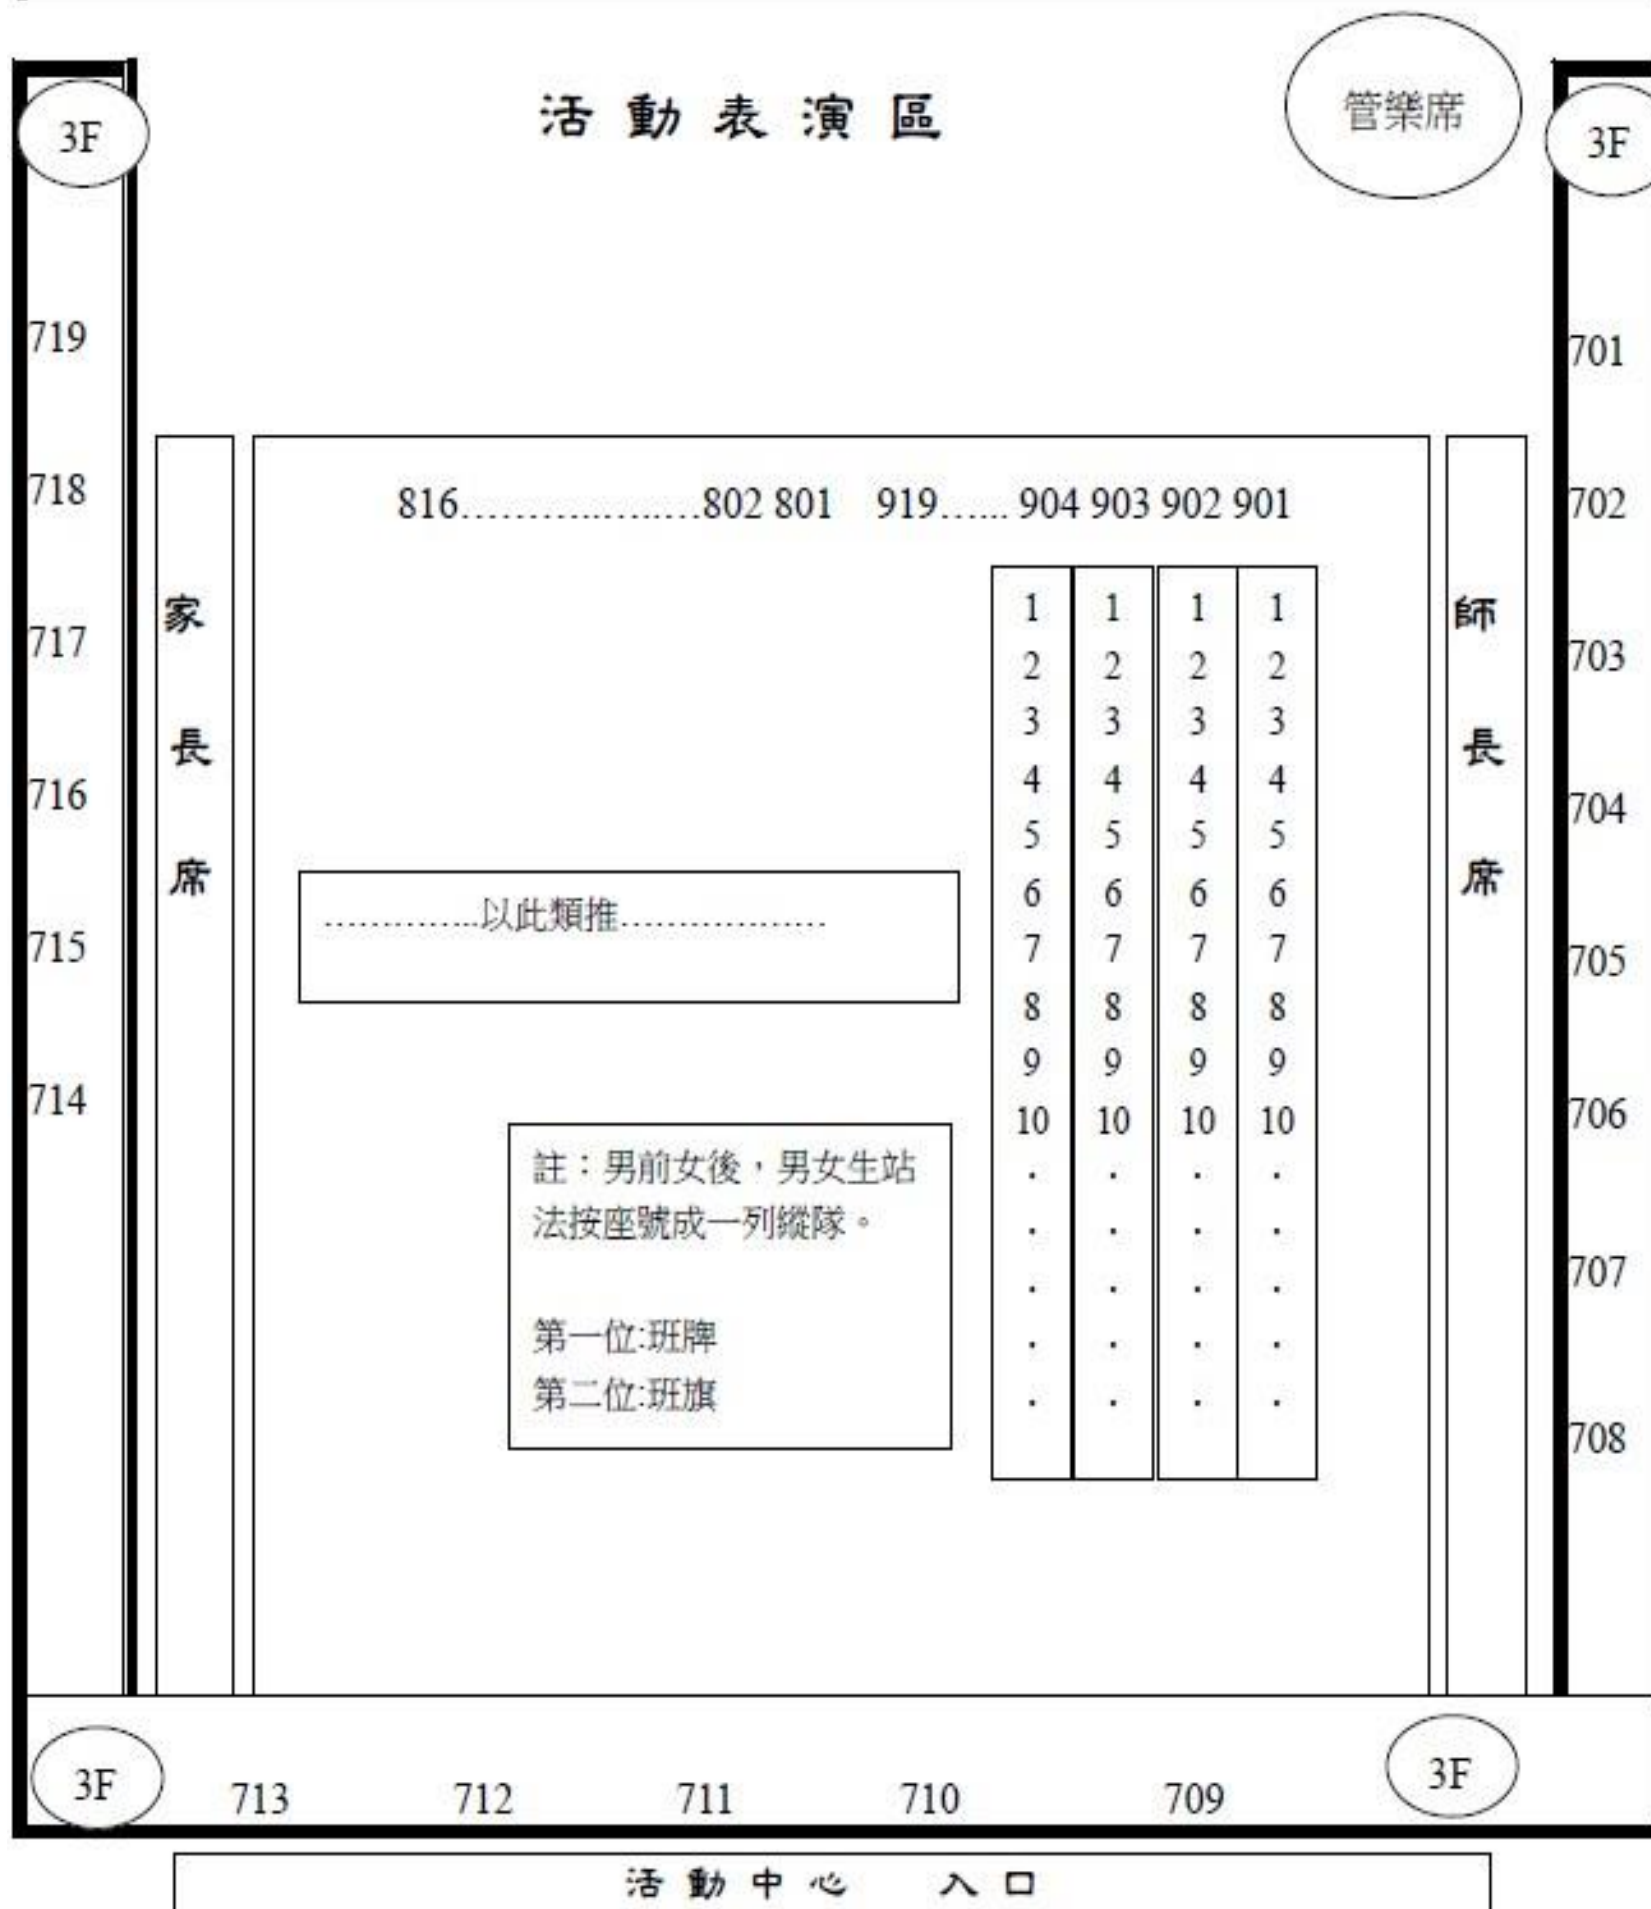 活動表演區
管樂席
3F
3F
719
701
718
816……………….……802 801 919…... 904 903 902 901
702
家長席
師長席
1 1 1 1
2 2 2 2
717
703
3 3 3 3
4 4 4 4
716
704
5 5 5 5
6 6 6 6
…………..以此類推………………
715
7 7 7 7
705
8 8 8 8
9 9 9 9
714
10 10 10 10
706
. . . .
. . . .
. . . .
. . . .
. . . .
註：男前女後，男女生站
法按座號成一列縱隊。
第一位:班牌
第二位:班旗
707
708
3F
3F
713 712 711 710 709
活動中心 入口